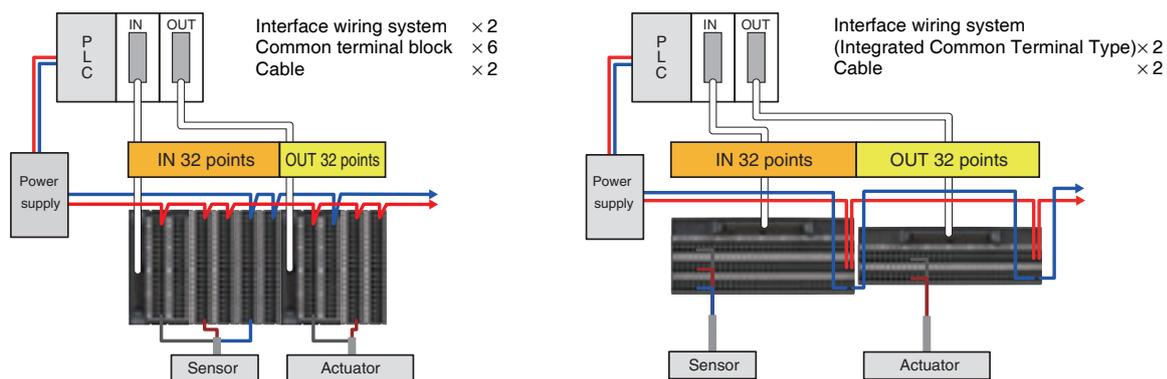 P
L
C
IN
OUT
Interface wiring system ×2
Common terminal block ×6
Cable ×2
IN 32 points
OUT 32 points
Power
supply
Sensor
Actuator
P
L
C
IN
OUT
Interface wiring system
(Integrated Common Terminal Type)×2
Cable ×2
IN 32 points
OUT 32 points
Power
supply
Sensor
Actuator